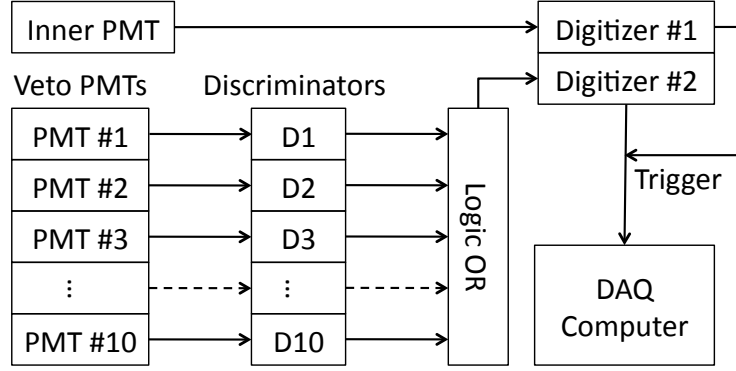 Inner PMT
Digitizer #1
Digitizer #2
Veto PMTs
Discriminators
PMT #1
D1
PMT #2
D2
PMT #3
D3
⋮
⋮
PMT #10
D10
Logic OR
Trigger
DAQ
Computer